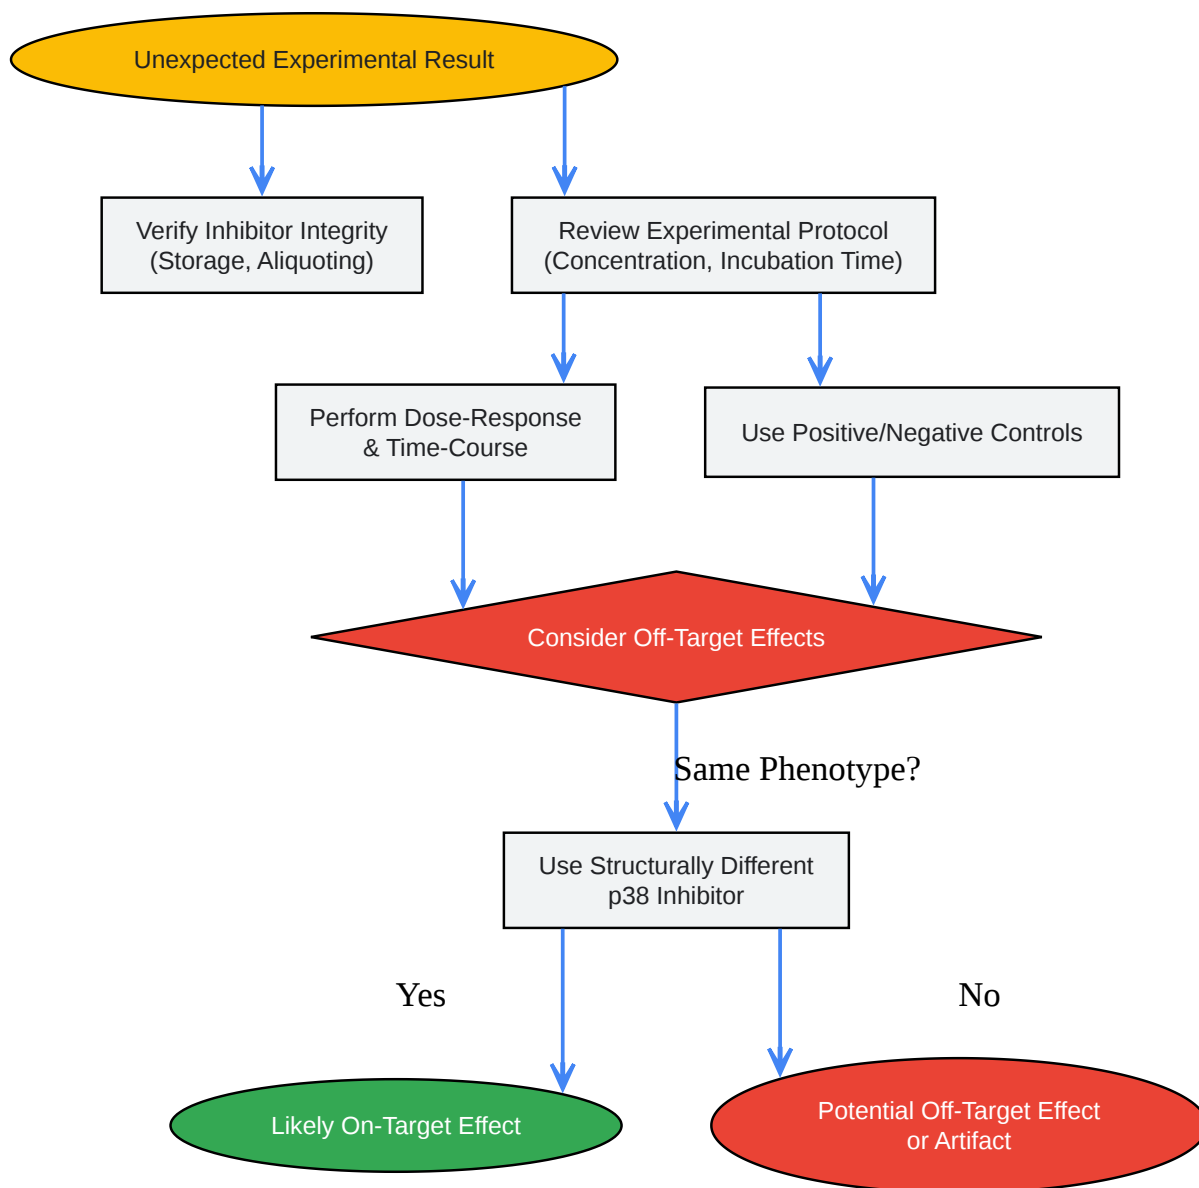 Unexpected Experimental Result
Verify Inhibitor Integrity
(Storage, Aliquoting)
Review Experimental Protocol
(Concentration, Incubation Time)
Perform Dose-Response
& Time-Course
Use Positive/Negative Controls
Consider Off-Target Effects
Same Phenotype?
Use Structurally Different
p38 Inhibitor
Yes
No
Likely On-Target Effect
Potential Off-Target Effect
or Artifact